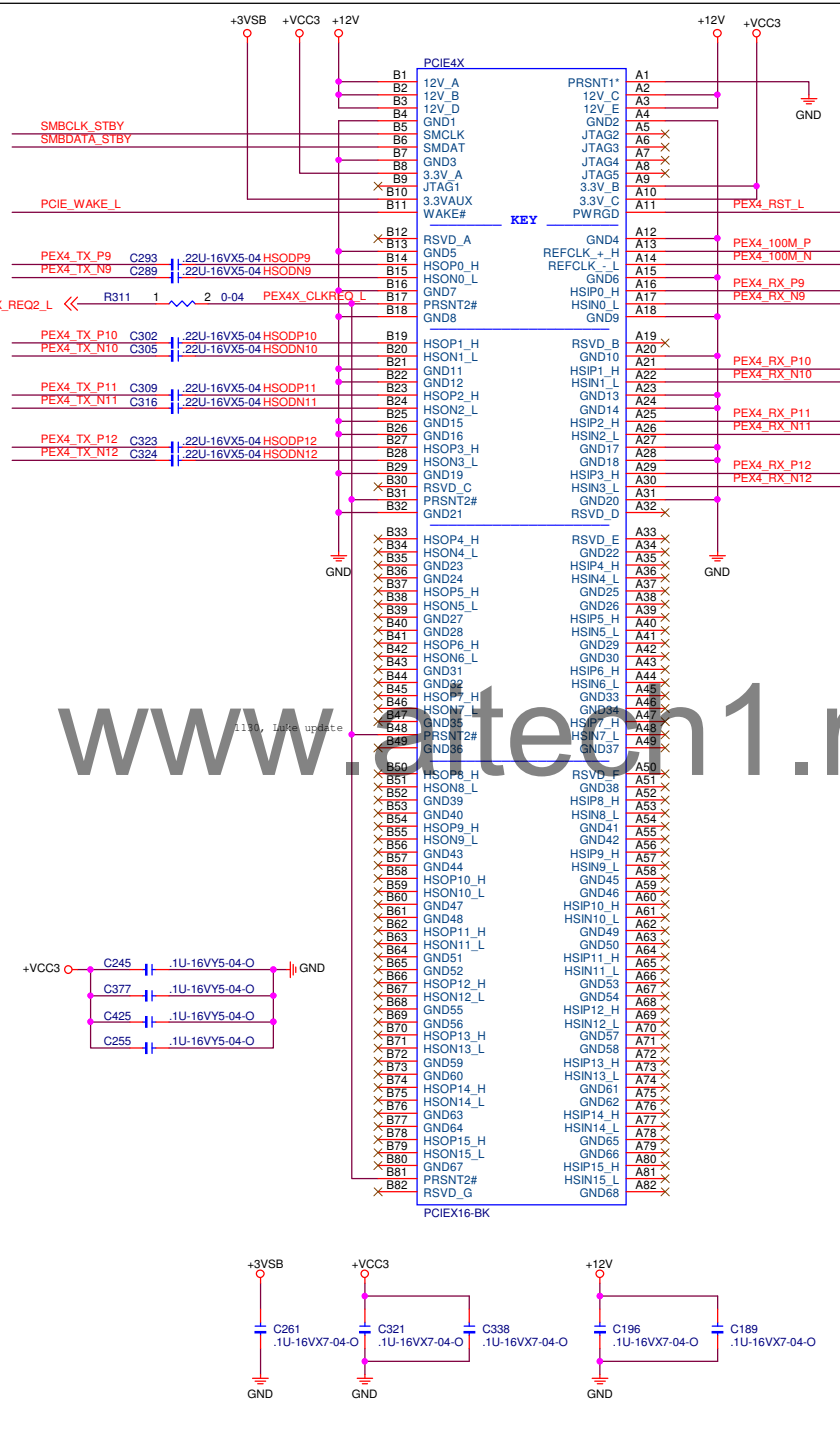 +3VSB +VCC3 +12V +12V +VCC3
PCIE4X
B1 12V_A PRSNT1* A1
B2 12V_B 12V_C A2
B3 12V_D 12V_E A3
GND
B4 GND1 GND2 A4
SMBCLK_STBY B5 SMCLK JTAG2 A5
SMBDATA_STBY B6 SMDAT JTAG3 A6
B7 GND3 JTAG4 A7
B8 3.3V_A JTAG5 A8
B9 JTAG1 3.3V_B A9
B10 3.3VAUX 3.3V_C A10
PCIE_WAKE_L B11 WAKE# PWRGD A11 PEX4_RST_L
KEY
B12 RSVD_A GND4 A12
B13 GND5 REFCLK_+_H A13 PEX4_100M_P
PEX4_TX_P9 C293 .22U-16VX5-04 HSODP9 B14 HSOP0_H REFCLK_-_L A14 PEX4_100M_N
PEX4_TX_N9 C289 .22U-16VX5-04 HSODN9 B15 HSON0_L GND6 A15
B16 GND7 HSIP0_H A16 PEX4_RX_P9
_REQ2_L R311 1 2 0-04 PEX4X_CLKREQ_L B17 PRSNT2# HSIN0_L A17 PEX4_RX_N9
B18 GND8 GND9 A18
PEX4_TX_P10 C302 .22U-16VX5-04 HSODP10 B19 HSOP1_H RSVD_B A19
PEX4_TX_N10 C305 .22U-16VX5-04 HSODN10 B20 HSON1_L GND10 A20
B21 GND11 HSIP1_H A21 PEX4_RX_P10
B22 GND12 HSIN1_L A22 PEX4_RX_N10
PEX4_TX_P11 C309 .22U-16VX5-04 HSODP11 B23 HSOP2_H GND13 A23
PEX4_TX_N11 C316 .22U-16VX5-04 HSODN11 B24 HSON2_L GND14 A24
B25 GND15 HSIP2_H A25 PEX4_RX_P11
B26 GND16 HSIN2_L A26 PEX4_RX_N11
PEX4_TX_P12 C323 .22U-16VX5-04 HSODP12 B27 HSOP3_H GND17 A27
PEX4_TX_N12 C324 .22U-16VX5-04 HSODN12 B28 HSON3_L GND18 A28
B29 GND19 HSIP3_H A29 PEX4_RX_P12
B30 RSVD_C HSIN3_L A30 PEX4_RX_N12
B31 PRSNT2# GND20 A31
B32 GND21 RSVD_D A32
B33 HSOP4_H RSVD_E A33
B34 HSON4_L GND22 A34
B35 GND23 HSIP4_H A35
GND GND
B36 GND24 HSIN4_L A36
B37 HSOP5_H GND25 A37
B38 HSON5_L GND26 A38
B39 GND27 HSIP5_H A39
B40 GND28 HSIN5_L A40
B41 HSOP6_H GND29 A41
B42 HSON6_L GND30 A42
B43 GND31 HSIP6_H A43
B44 GND32 HSIN6_L A44
B45 HSOP7_H GND33 A45
B46 HSON7_L GND34 A46
B47 GND35 HSIP7_H A47
1130, Luke update
B48 PRSNT2# HSIN7_L A48
B49 GND36 GND37 A49
www.aitech1.r
B50 HSOP8_H RSVD_F A50
B51 HSON8_L GND38 A51
B52 GND39 HSIP8_H A52
B53 GND40 HSIN8_L A53
B54 HSOP9_H GND41 A54
B55 HSON9_L GND42 A55
B56 GND43 HSIP9_H A56
B57 GND44 HSIN9_L A57
B58 HSOP10_H GND45 A58
B59 HSON10_L GND46 A59
B60 GND47 HSIP10_H A60
B61 GND48 HSIN10_L A61
B62 HSOP11_H GND49 A62
B63 HSON11_L GND50 A63
B64 GND51 HSIP11_H A64
B65 GND52 HSIN11_L A65
B66 HSOP12_H GND53 A66
B67 HSON12_L GND54 A67
B68 GND55 HSIP12_H A68
B69 GND56 HSIN12_L A69
B70 HSOP13_H GND57 A70
B71 HSON13_L GND58 A71
B72 GND59 HSIP13_H A72
B73 GND60 HSIN13_L A73
B74 HSOP14_H GND61 A74
B75 HSON14_L GND62 A75
B76 GND63 HSIP14_H A76
B77 GND64 HSIN14_L A77
B78 HSOP15_H GND65 A78
B79 HSON15_L GND66 A79
B80 GND67 HSIP15_H A80
B81 PRSNT2# HSIN15_L A81
B82 RSVD_G GND68 A82
PCIEX16-BK
+VCC3 C245 .1U-16VY5-04-O GND
C377 .1U-16VY5-04-O
C425 .1U-16VY5-04-O
C255 .1U-16VY5-04-O
+3VSB +VCC3 +12V
C261 C321 C338 C196 C189
.1U-16VX7-04-O .1U-16VX7-04-O .1U-16VX7-04-O .1U-16VX7-04-O .1U-16VX7-04-O
GND GND GND